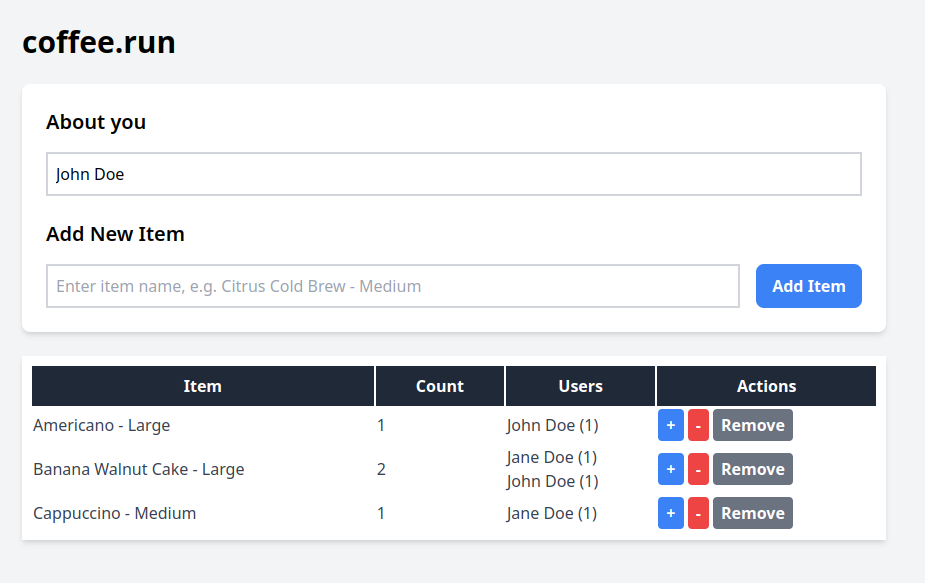 coffee.run
About you
John Doe
Add New Item
Enter item name, e.g. Citrus Cold Brew - Medium
Add Item
Item Count Users Actions
Americano - Large 1 John Doe (1) + - Remove
Banana Walnut Cake - Large 2 Jane Doe (1) John Doe (1) + - Remove
Cappuccino - Medium 1 Jane Doe (1) + - Remove